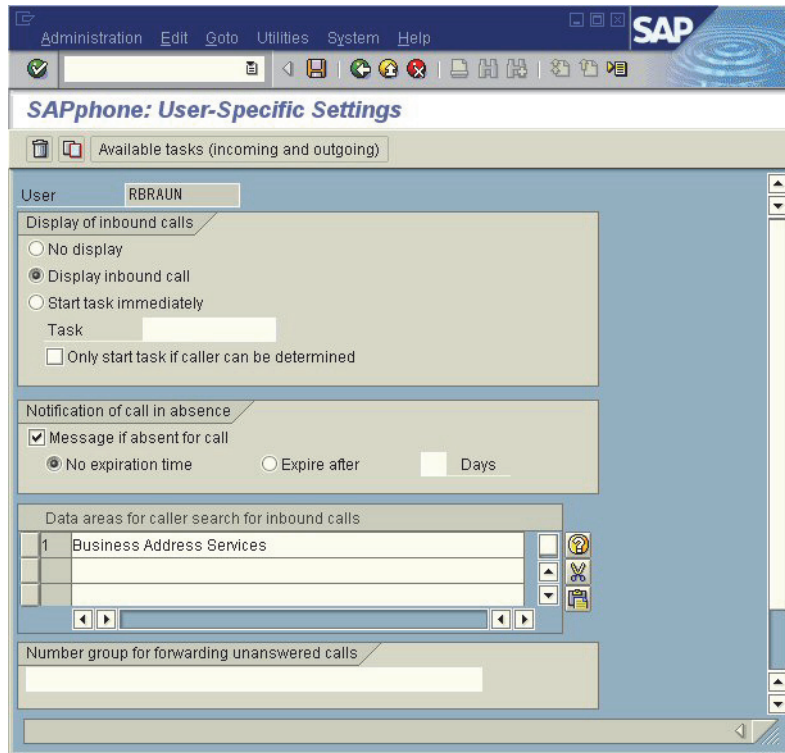 Administration Edit Goto Utilities System Help
SAP
SAPphone: User-Specific Settings
Available tasks (incoming and outgoing)
User RBRAUN
Display of inbound calls
No display
Display inbound call
Start task immediately
Task
Only start task if caller can be determined
Notification of call in absence
Message if absent for call
No expiration time Expire after Days
Data areas for caller search for inbound calls
1 Business Address Services
Number group for forwarding unanswered calls